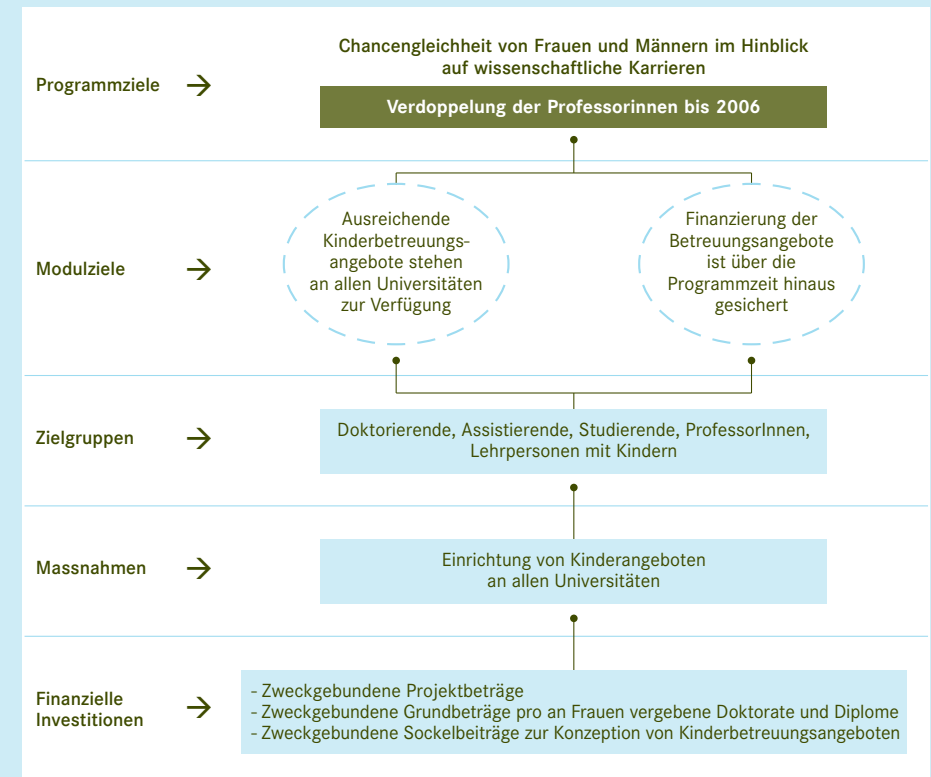 Chancengleichheit von Frauen und Männern im Hinblick
auf wissenschaftliche Karrieren
Programmziele →
Verdoppelung der Professorinnen bis 2006
Ausreichende
Kinderbetreuungs-
angebote stehen
an allen Universitäten
zur Verfügung
Finanzierung der
Betreuungsangebote
ist über die
Programmzeit hinaus
gesichert
Modulziele →
Zielgruppen →
Doktorierende, Assistierende, Studierende, ProfessorInnen,
Lehrpersonen mit Kindern
Massnahmen →
Einrichtung von Kinderangeboten
an allen Universitäten
Finanzielle
Investitionen →
- Zweckgebundene Projektbeträge
- Zweckgebundene Grundbeträge pro an Frauen vergebene Doktorate und Diplome
- Zweckgebundene Sockelbeiträge zur Konzeption von Kinderbetreuungsangeboten